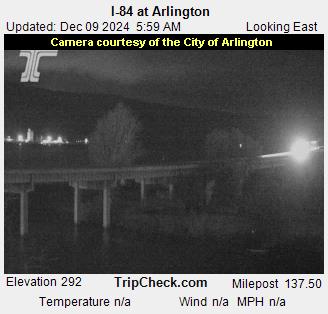 I-84 at Arlington
Updated: Dec 09 2024 5:59 AM Looking East
Camera courtesy of the City of Arlington
Elevation 292 TripCheck.com Milepost 137.50
Temperature n/a Wind n/a MPH n/a